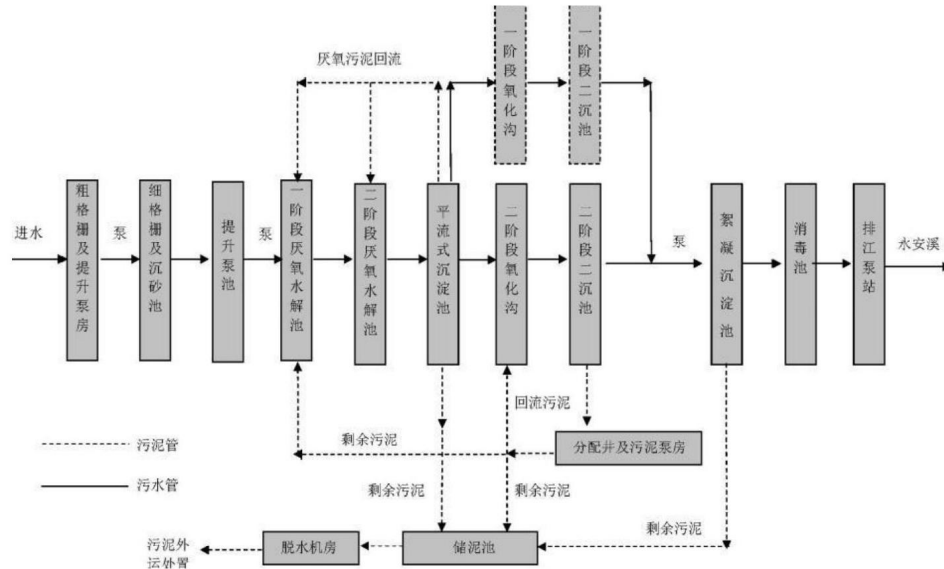 厌氧污泥回流
一阶段氧化沟
一阶段二沉池
进水
粗格栅及提升泵房
泵
细格栅及沉砂池
提升泵池
泵
一阶段厌氧水解池
二阶段厌氧水解池
平流式沉淀池
二阶段氧化沟
二阶段二沉池
泵
絮凝沉淀池
消毒池
排江泵站
永安溪
回流污泥
剩余污泥
分配井及污泥泵房
污泥管
污水管
剩余污泥
剩余污泥
剩余污泥
污泥外
运处置
脱水机房
储泥池